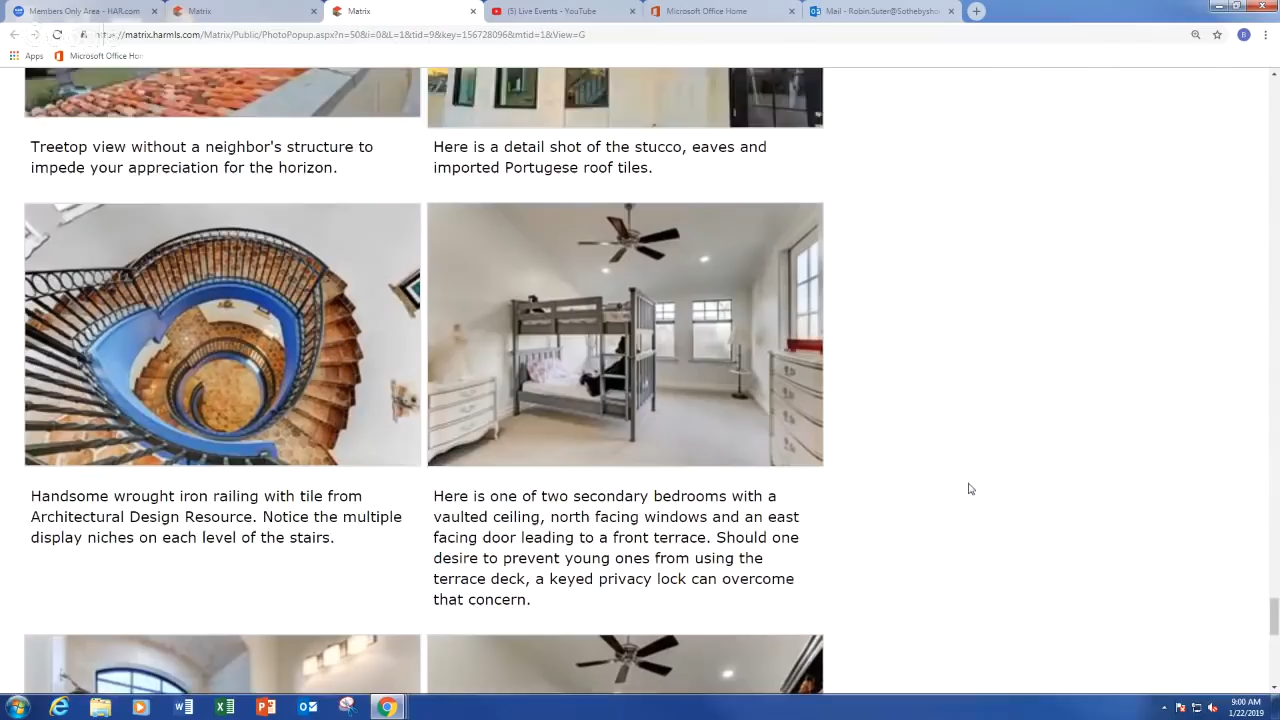 Members Only Area - HAR.com
Matrix
Matrix
(5) Live Events - YouTube
Microsoft Office Home
Mail - Robin.Suter@Sothebysho
https://matrix.harmls.com/Matrix/Public/PhotoPopup.aspx?n=50&i=0&L=1&tid=9&key=156728096&mtid=1&View=G
B
Apps
Microsoft Office Hom
Treetop view without a neighbor's structure to
impede your appreciation for the horizon.
Here is a detail shot of the stucco, eaves and
imported Portugese roof tiles.
Handsome wrought iron railing with tile from
Architectural Design Resource. Notice the multiple
display niches on each level of the stairs.
Here is one of two secondary bedrooms with a
vaulted ceiling, north facing windows and an east
facing door leading to a front terrace. Should one
desire to prevent young ones from using the
terrace deck, a keyed privacy lock can overcome
that concern.
9:00 AM
1/22/2019